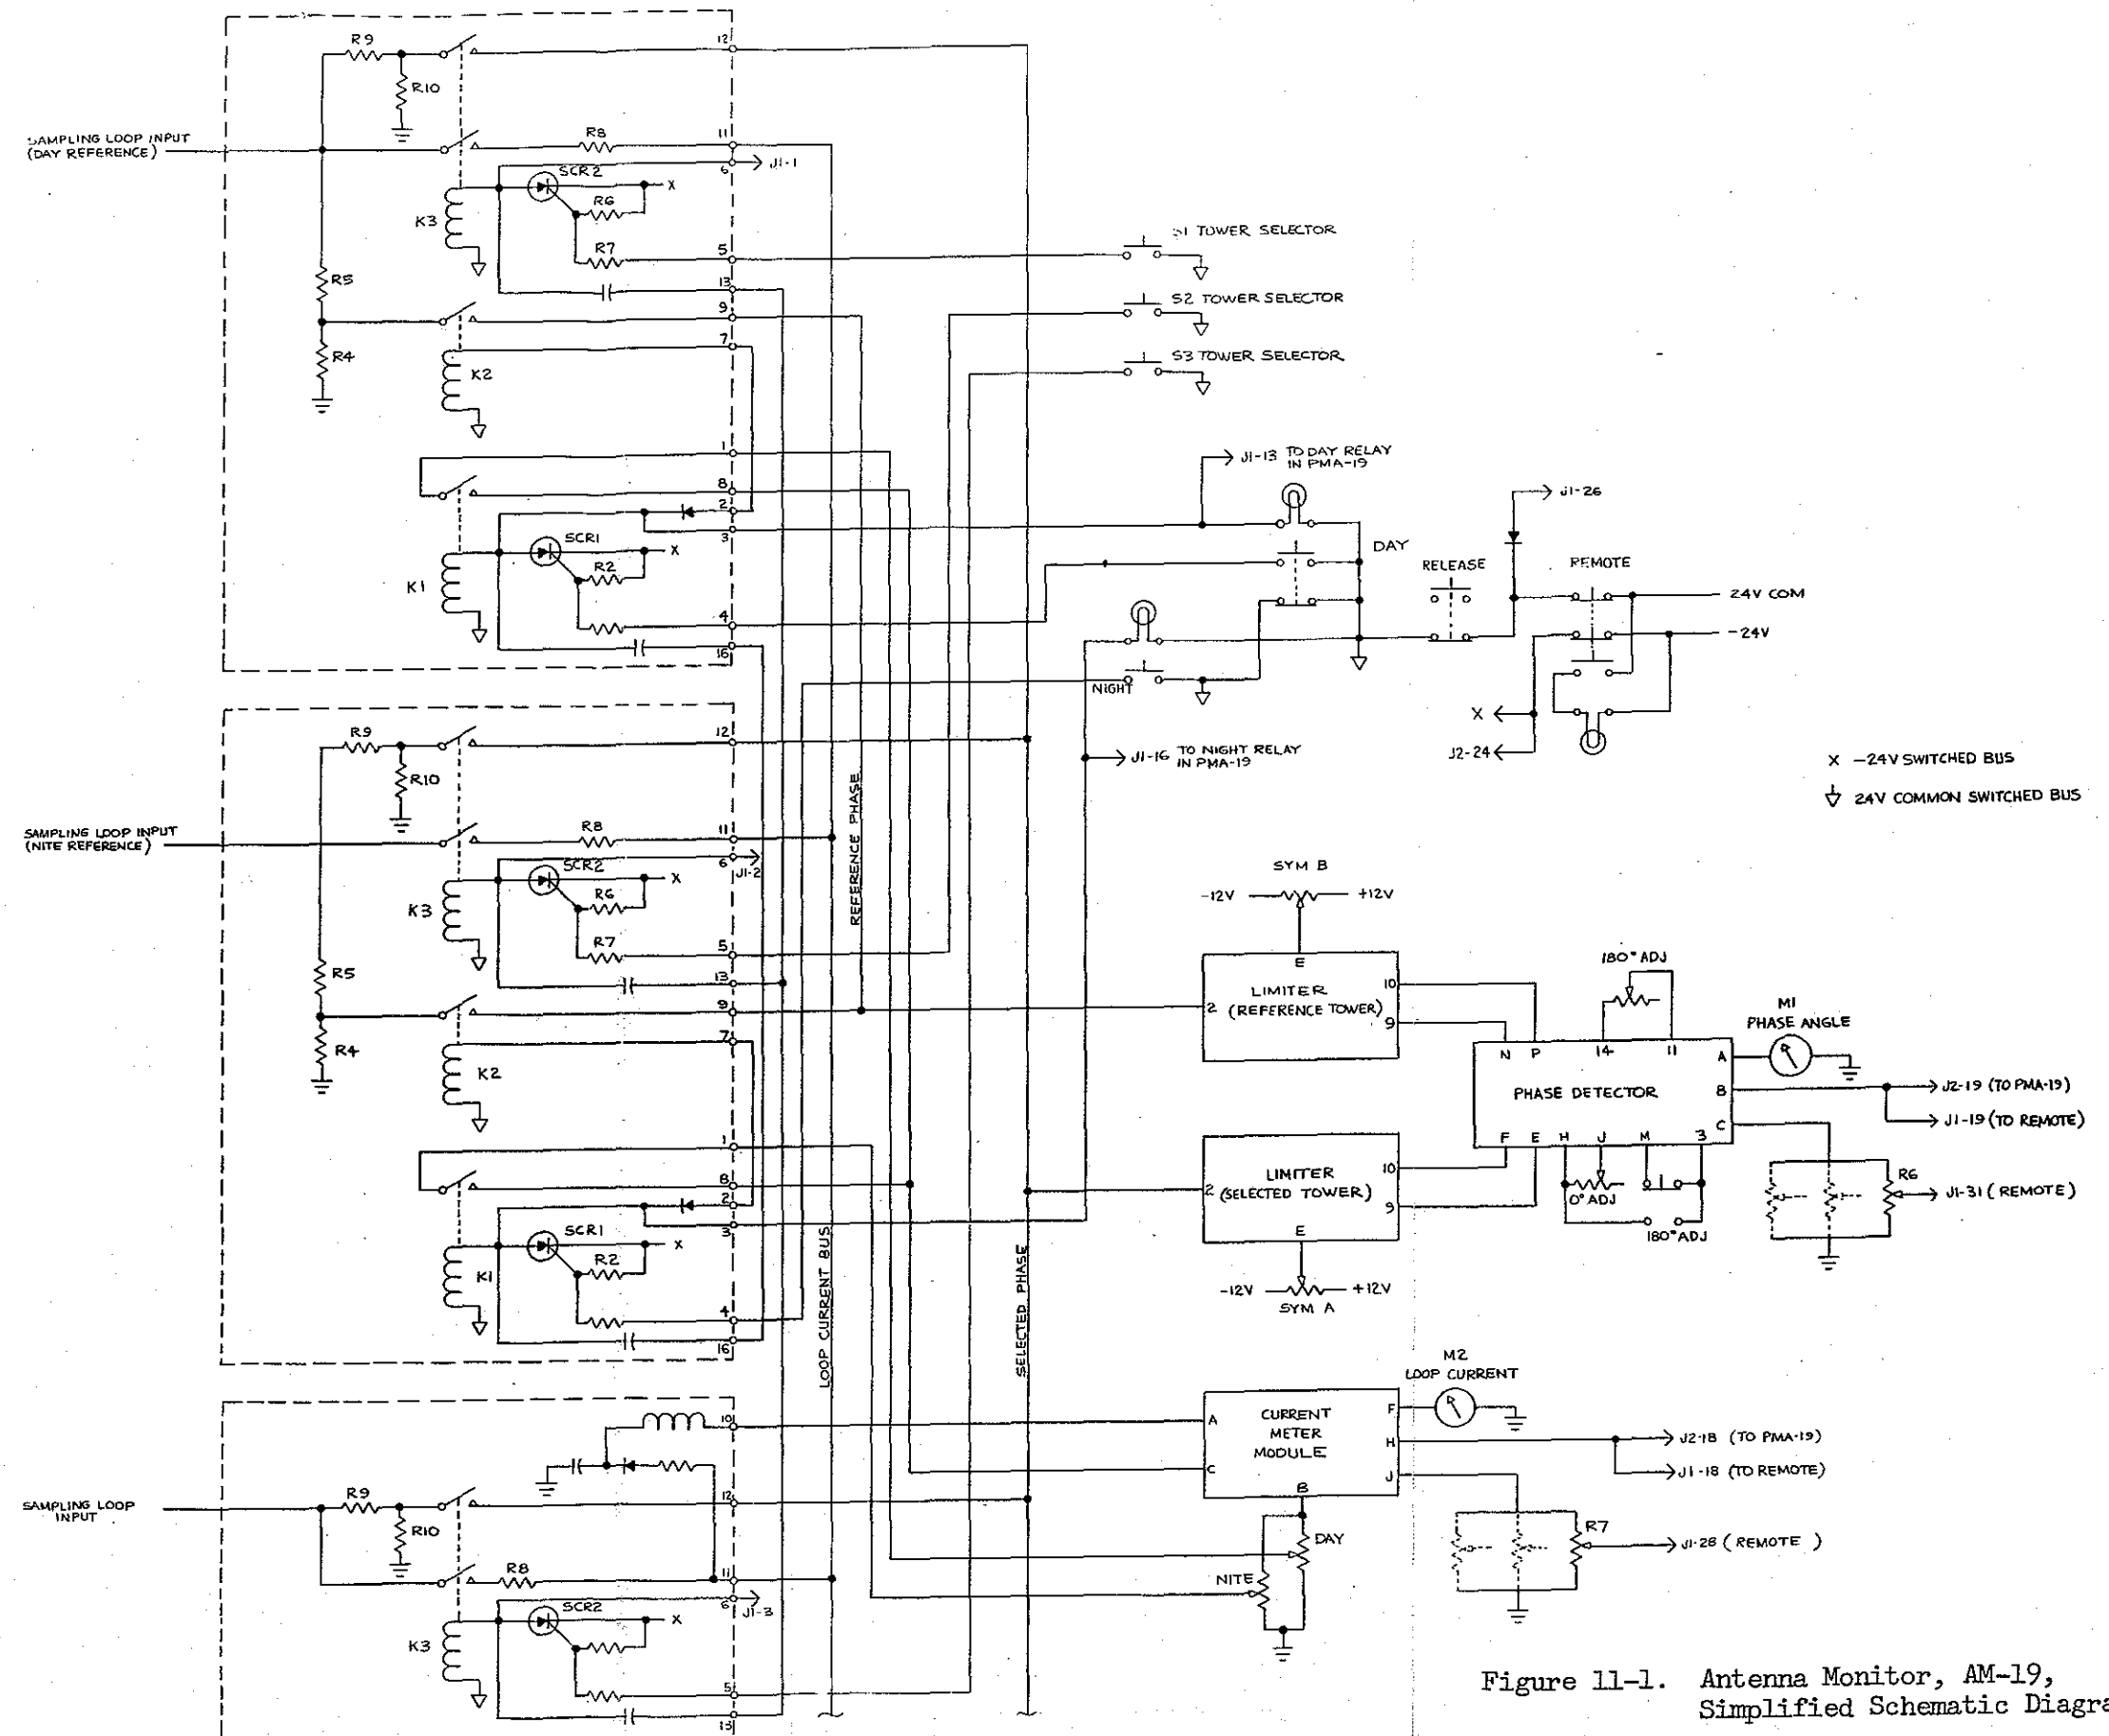 R9
12
R10
SAMPLING LOOP INPUT
(DAY REFERENCE)
R8
11
6
J1-1
SCR2
X
R6
K3
R7
5
S1 TOWER SELECTOR
13
R5
9
S2 TOWER SELECTOR
7
R4
K2
S3 TOWER SELECTOR
1
J1-13 TO DAY RELAY
IN PMA-19
8
2
J1-26
3
SCR1
X
R2
K1
DAY
RELEASE
REMOTE
24V COM
4
-24V
16
NIGHT
X
J2-24
R9
12
R10
J1-16 TO NIGHT RELAY
IN PMA-19
X -24V SWITCHED BUS
24V COMMON SWITCHED BUS
REFERENCE PHASE
SAMPLING LOOP INPUT
(NITE REFERENCE)
R8
11
6
J1-2
SCR2
X
R6
K3
R7
5
13
R5
9
7
R4
K2
SYM B
-12V
+12V
E
LIMITER
(REFERENCE TOWER)
2
10
9
180° ADJ
M1
PHASE ANGLE
N P 14 11
A
PHASE DETECTOR
B
J2-19 (TO PMA-19)
C
J1-19 (TO REMOTE)
F E H J M 3
LIMITER
(SELECTED TOWER)
2
10
9
E
0° ADJ
180° ADJ
R6
J1-31 (REMOTE)
-12V
+12V
SYM A
1
8
2
3
SCR1
X
R2
K1
4
16
LOOP CURRENT BUS
SELECTED PHASE
M2
LOOP CURRENT
10
A
CURRENT
METER
MODULE
F
H
J2-18 (TO PMA-19)
C
J
J1-18 (TO REMOTE)
B
SAMPLING LOOP
INPUT
R9
12
R10
R8
11
6
J1-3
DAY
NITE
R7
J1-28 (REMOTE )
SCR2
X
K3
5
13
Figure 11-1. Antenna Monitor, AM-19,
Simplified Schematic Diagra